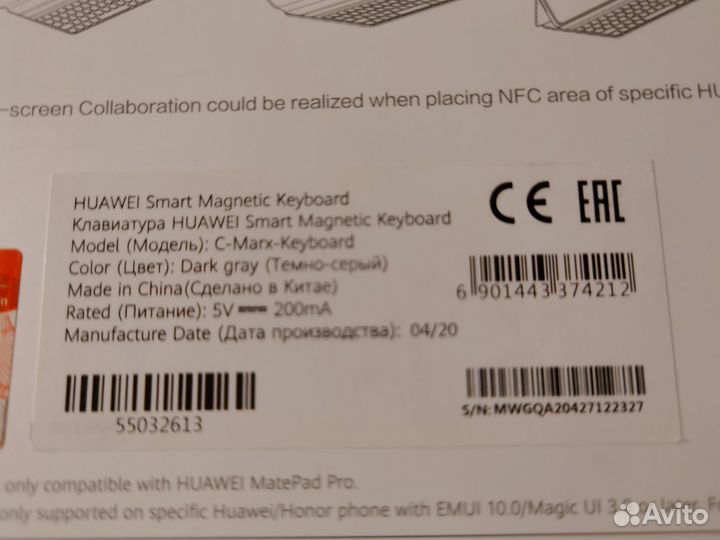 -screen Collaboration could be realized when placing NFC area of specific HU
HUAWEI Smart Magnetic Keyboard
Клавиатура HUAWEI Smart Magnetic Keyboard
Model (Модель): C-Marx-Keyboard
Color (Цвет): Dark gray (Темно-серый)
Made in China(Сделано в Китае)
Rated (Питание): 5V 200mA
Manufacture Date (Дата производства): 04/20
CE EAC
6 901443 374212
55032613
S/N: MWGQA20427122327
only compatible with HUAWEI MatePad Pro.
only supported on specific Huawei/Honor phone with EMUI 10.0/Magic UI later. F
Avito